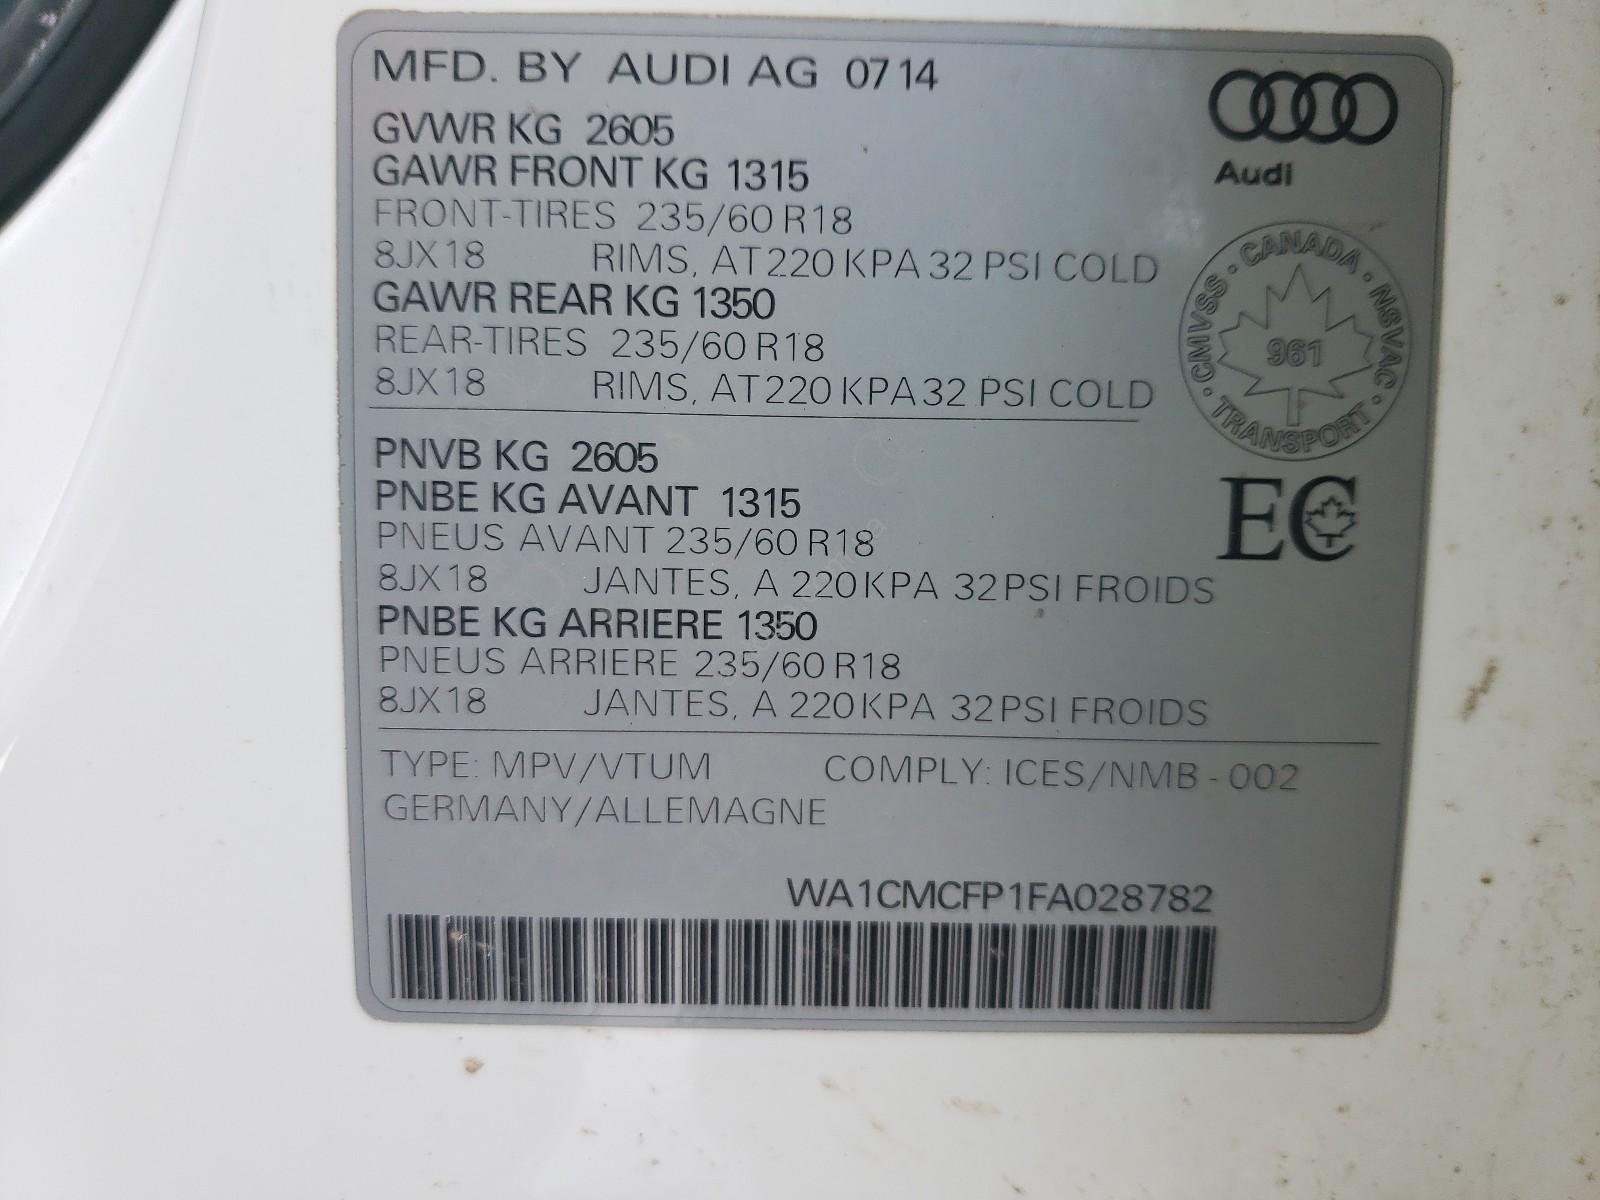 MFD. BY AUDI AG 07 14
GVWR KG 2605
GAWR FRONT KG 1315
FRONT-TIRES 235/60 R18
8JX18 RIMS, AT 220 KPA 32 PSI COLD
GAWR REAR KG 1350
REAR-TIRES 235/60 R18
8JX18 RIMS, AT 220 KPA 32 PSI COLD
Audi
CMVSS · CANADA · NSVAC · TRANSPORT ·
961
PNVB KG 2605
PNBE KG AVANT 1315
PNEUS AVANT 235/60 R18
8JX18 JANTES, A 220 KPA 32 PSI FROIDS
PNBE KG ARRIERE 1350
PNEUS ARRIERE 235/60 R18
8JX18 JANTES, A 220 KPA 32 PSI FROIDS
EC
TYPE: MPV/VTUM COMPLY: ICES/NMB - 002
GERMANY/ALLEMAGNE
WA1CMCFP1FA028782